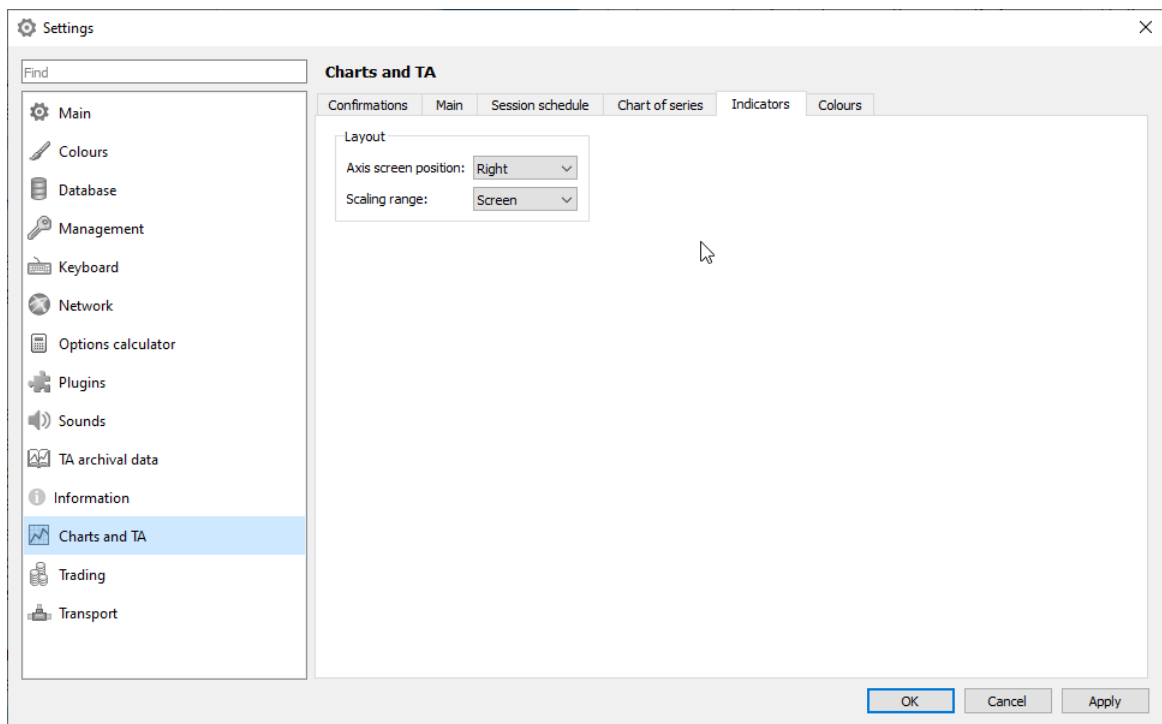 Settings
Find
Main
Colours
Database
Management
Keyboard
Network
Options calculator
Plugins
Sounds
TA archival data
Information
Charts and TA
Trading
Transport
Charts and TA
Confirmations Main Session schedule Chart of series Indicators Colours
Layout
Axis screen position: Right
Scaling range: Screen
OK Cancel Apply